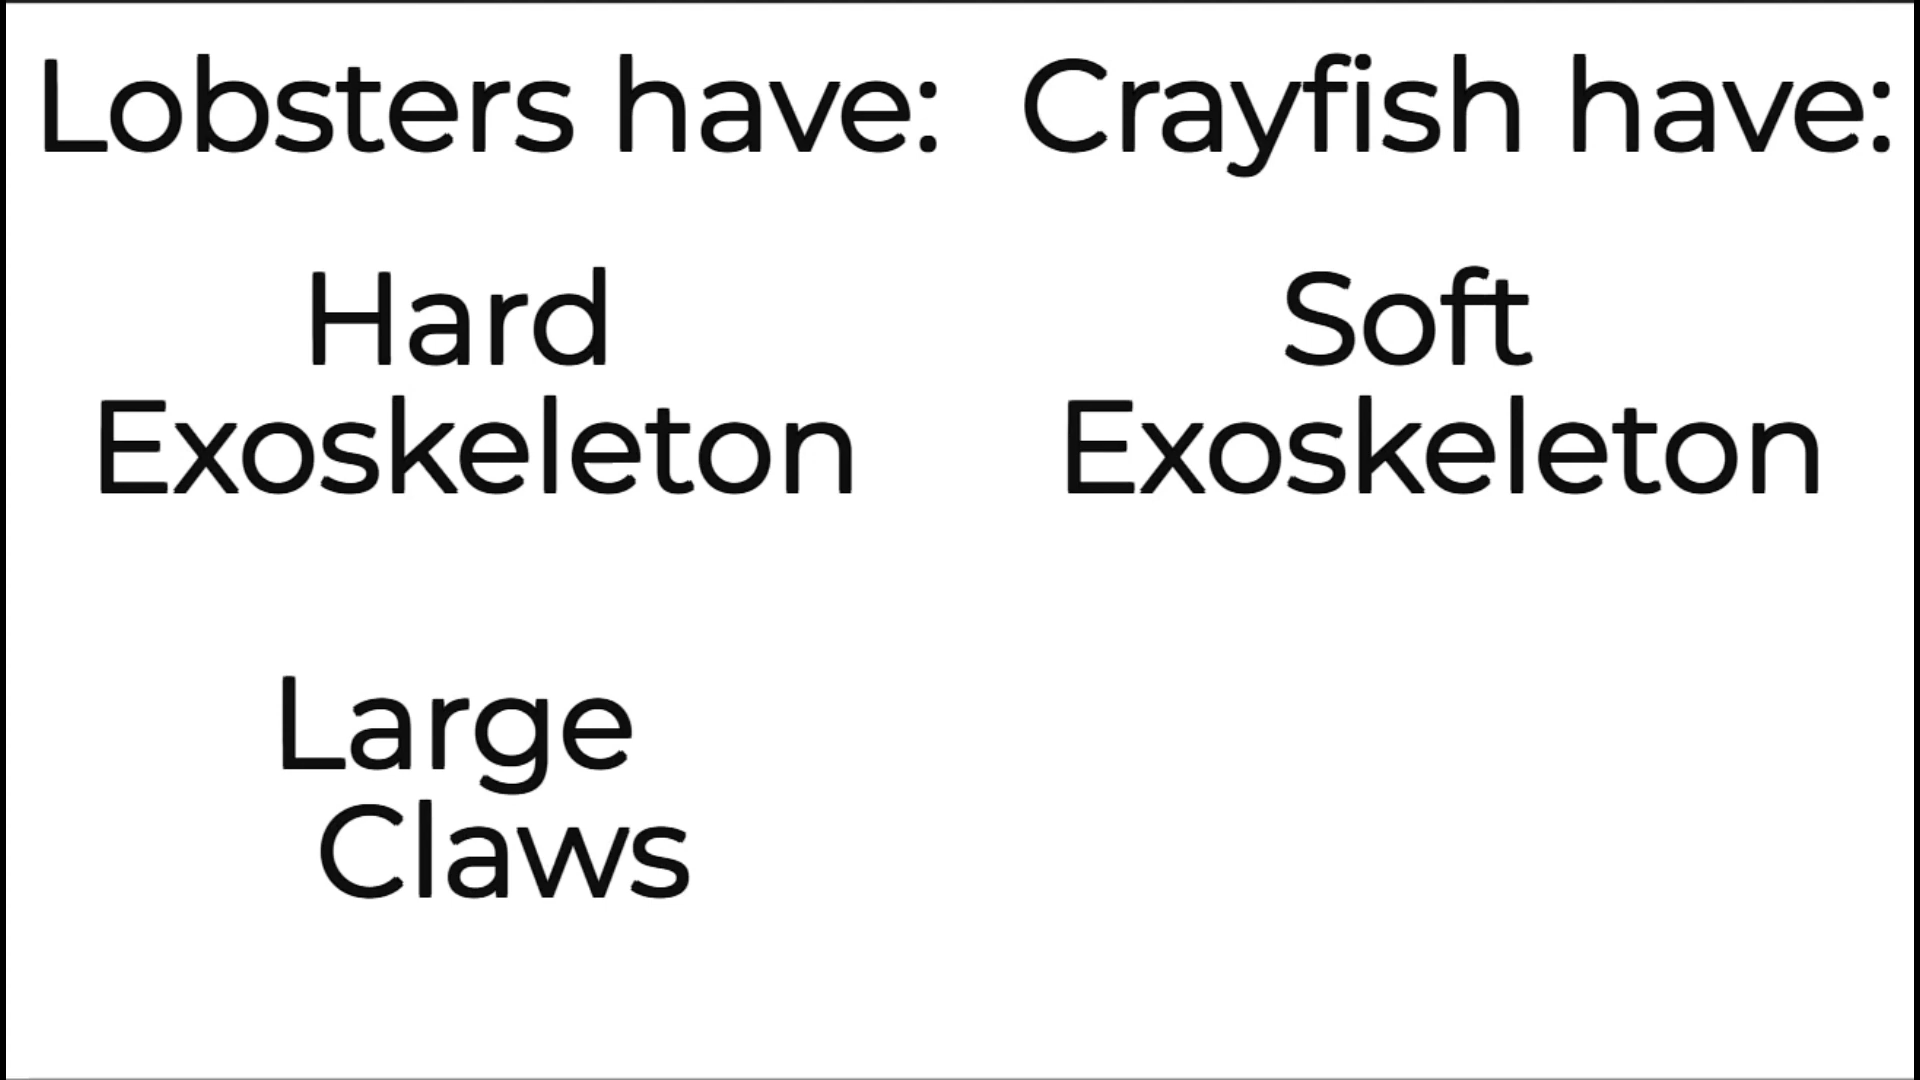 Lobsters have:
Hard
Exoskeleton
Large
Claws
Crayfish have:
Soft
Exoskeleton